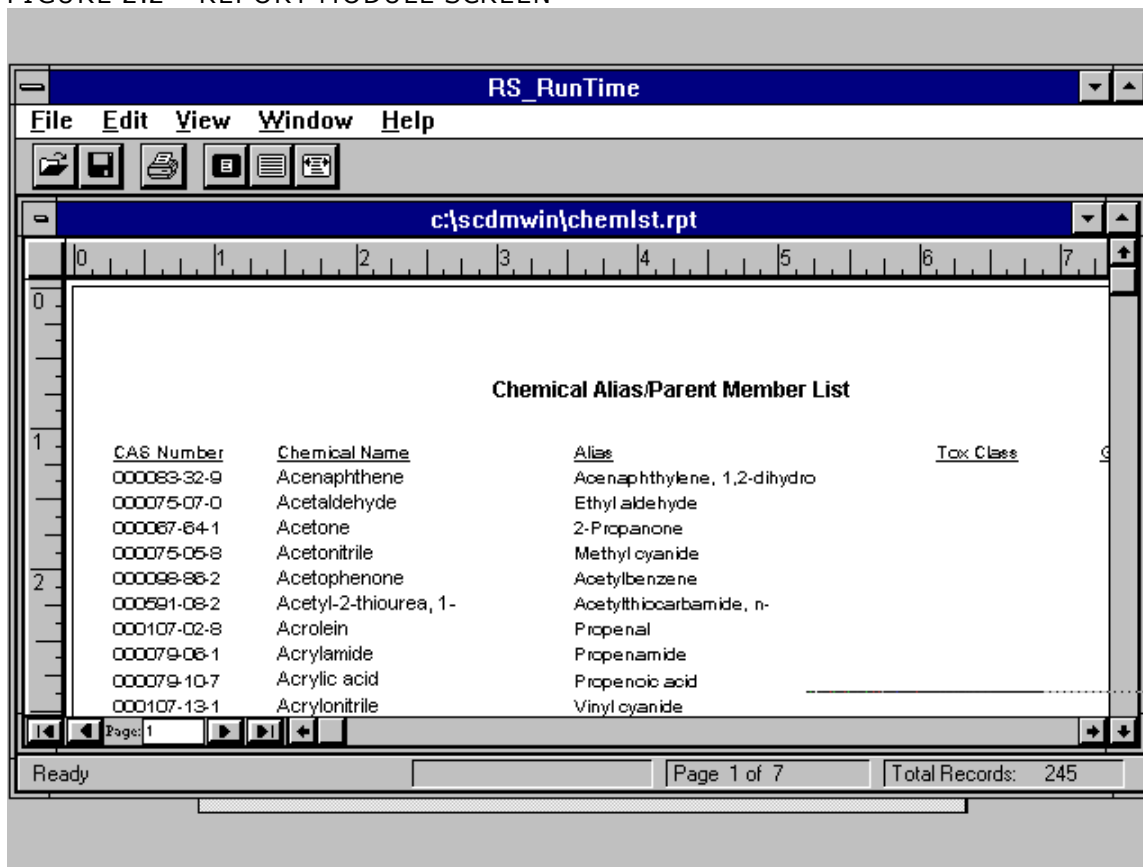 FIGURE 2.2 – REPORT MODULE SCREEN
RS_RunTime
File Edit View Window Help
c:\scdmwin\chemlst.rpt
0 1 2 3 4 5 6 7
0
Chemical Alias/Parent Member List
1
CAS Number Chemical Name Alias Tox Class
000083-32-9 Acenaphthene Acenaphthylene, 1,2-dihydro
000075-07-0 Acetaldehyde Ethyl aldehyde
000067-64-1 Acetone 2-Propanone
000075-05-8 Acetonitrile Methyl cyanide
2
000098-86-2 Acetophenone Acetylbenzene
000591-08-2 Acetyl-2-thiourea, 1- Acetylthiocarbamide, n-
000107-02-8 Acrolein Propenal
000079-06-1 Acrylamide Propenamide
000079-10-7 Acrylic acid Propenoic acid
000107-13-1 Acrylonitrile Vinyl cyanide
Page: 1
Ready Page 1 of 7 Total Records: 245